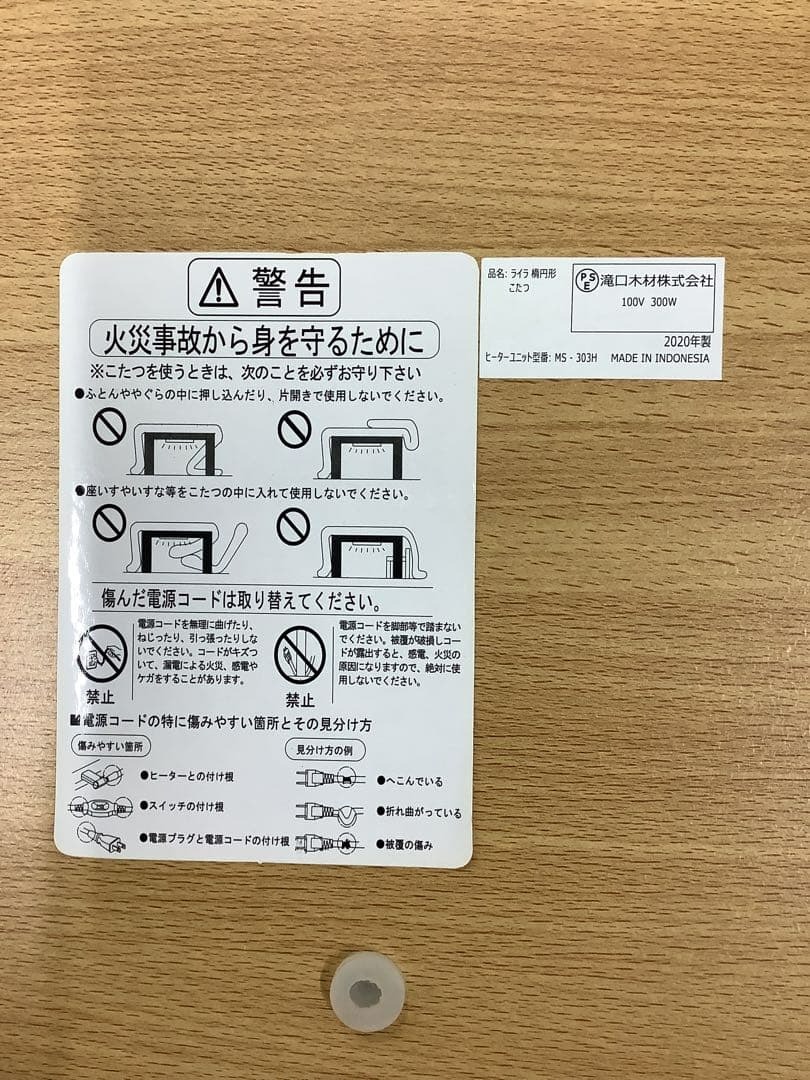 警告
火災事故から身を守るために
※こたつを使うときは、次のことを必ずお守り下さい
●ふとんややぐらの中に押し込んだり、片開きで使用しないでください。
●座いすやいすな等をこたつの中に入れて使用しないでください。
傷んだ電源コードは取り替えてください。
電源コードを無理に曲げたり、
ねじったり、引っ張ったりしな
いでください。コードがキズつ
いて、漏電による火災、感電や
ケガをすることがあります。
禁止
電源コードを脚部等で踏まない
でください。被覆が破損しコー
ドが露出すると、感電、火災の
原因になりますので、絶対に使
用しないでください。
禁止
電源コードの特に傷みやすい箇所とその見分け方
傷みやすい箇所
●ヒーターとの付け根
●スイッチの付け根
●電源プラグと電源コードの付け根
見分け方の例
●へこんでいる
●折れ曲がっている
●被覆の傷み
品名: ライラ 楕円形
こたつ
PSE 滝口木材株式会社
100V 300W
2020年製
ヒーターユニット型番: MS - 303H MADE IN INDONESIA